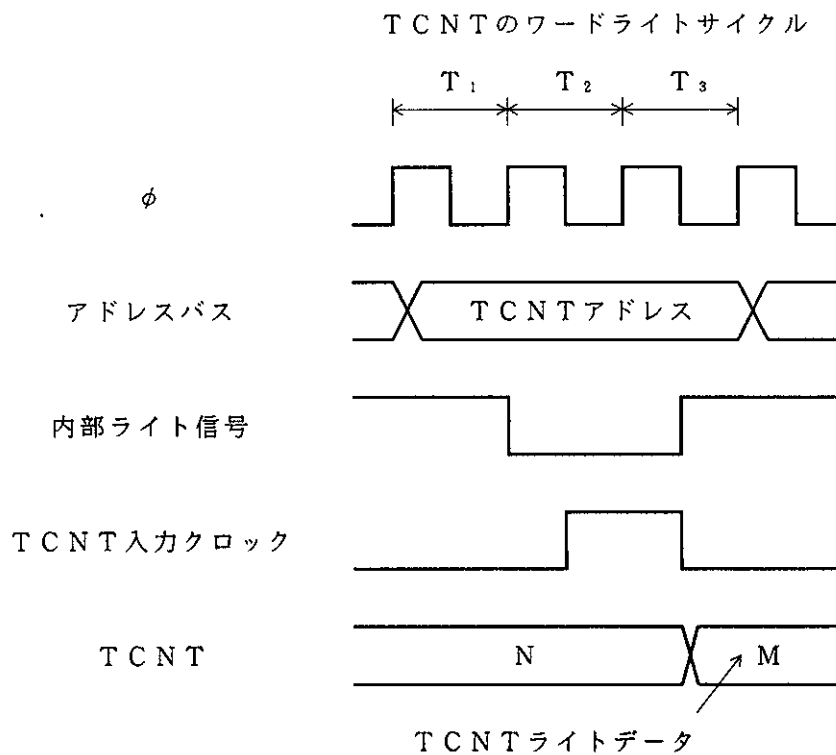 TCNTのワードライトサイクル
T₁ T₂ T₃
φ
アドレスバス TCNTアドレス
内部ライト信号
TCNT入力クロック
TCNT N M
TCNTライトデータ